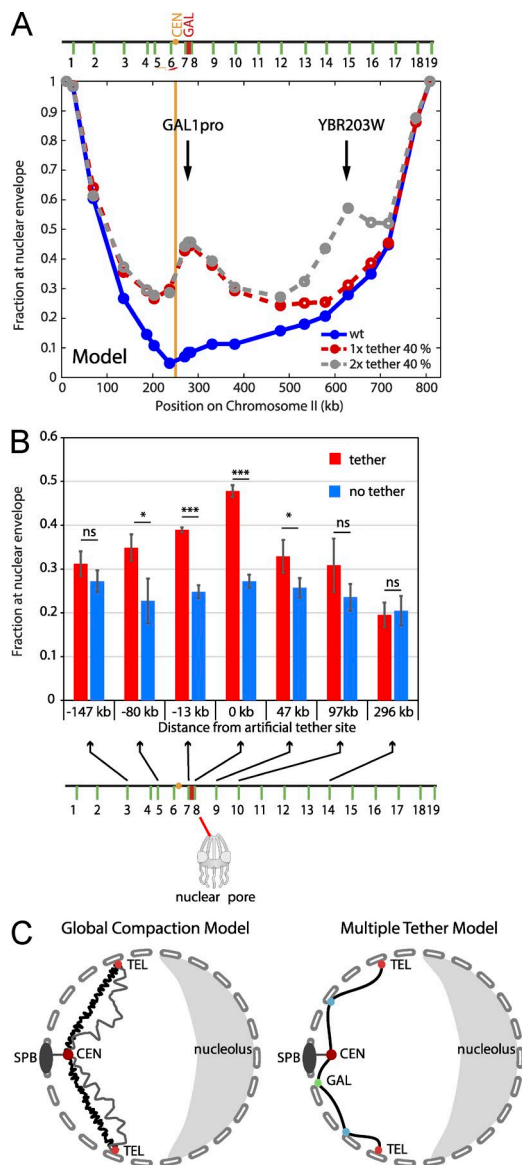 A
CEN
GAL
1 2 3 4 5 6 7 8 9 10 11 12 13 14 15 16 17 18 19
1
0.9
0.8
0.7
0.6
0.5
0.4
0.3
0.2
0.1
0
Fraction at nuclear envelope
GAL1pro
YBR203W
Model
wt
1x tether 40 %
2x tether 40 %
0 100 200 300 400 500 600 700 800
Position on Chromosome II (kb)
B
0.6
0.5
0.4
0.3
0.2
0.1
0
Fraction at nuclear envelope
tether
no tether
ns
*
***
***
*
ns
ns
-147 kb -80 kb -13 kb 0 kb 47 kb 97kb 296 kb
Distance from artificial tether site
1 2 3 4 5 6 7 8 9 10 11 12 13 14 15 16 17 18 19
nuclear pore
C
Global Compaction Model
Multiple Tether Model
TEL
SPB
CEN
nucleolus
TEL
TEL
SPB
CEN
GAL
nucleolus
TEL